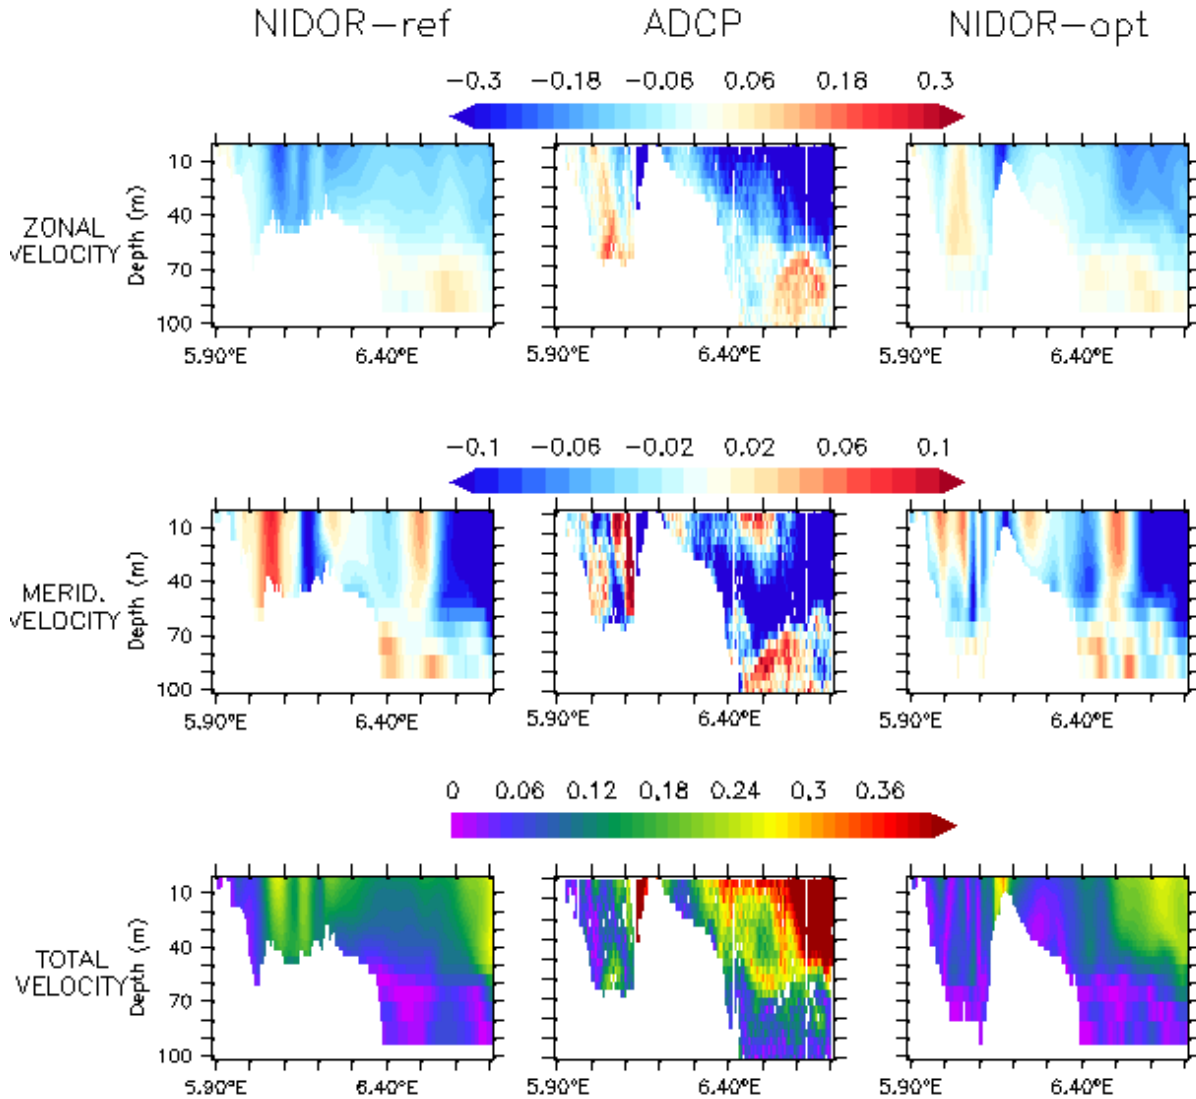 NIDOR-ref ADCP NIDOR-opt
-0.3 -0.18 -0.06 0.06 0.18 0.3
ZONAL
VELOCITY
Depth (m)
10
40
70
100
5.90°E 6.40°E
5.90°E 6.40°E
5.90°E 6.40°E
-0.1 -0.06 -0.02 0.02 0.06 0.1
MERID.
VELOCITY
Depth (m)
10
40
70
100
5.90°E 6.40°E
5.90°E 6.40°E
5.90°E 6.40°E
0 0.06 0.12 0.18 0.24 0.3 0.36
TOTAL
VELOCITY
Depth (m)
10
40
70
100
5.90°E 6.40°E
5.90°E 6.40°E
5.90°E 6.40°E